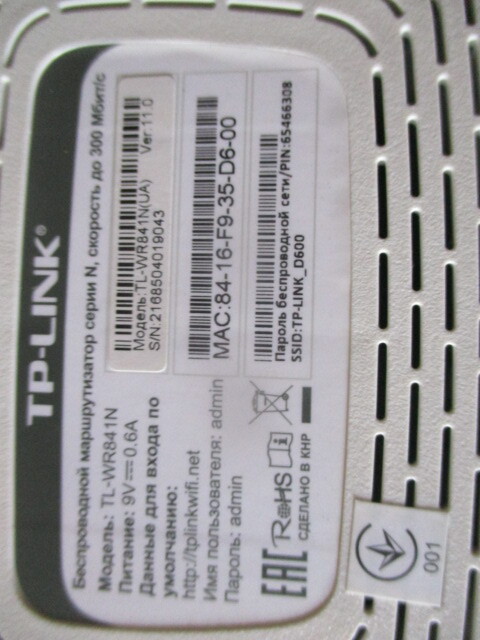 TP-LINK®
Беспроводной маршрутизатор серии N, скорость до 300 Мбит/с
Модель: TL-WR841N
Питание: 9V⎓0.6A
Данные для входа по
умолчанию:
http://tplinkwifi.net
Имя пользователя: admin
Пароль: admin
Модель:TL-WR841N(UA) Ver:11.0
S/N:2168504019043
MAC:84-16-F9-35-D6-00
Пароль беспроводной сети/PIN:65466308
SSID:TP-LINK_D600
EAC RoHS
СДЕЛАНО В КНР
001